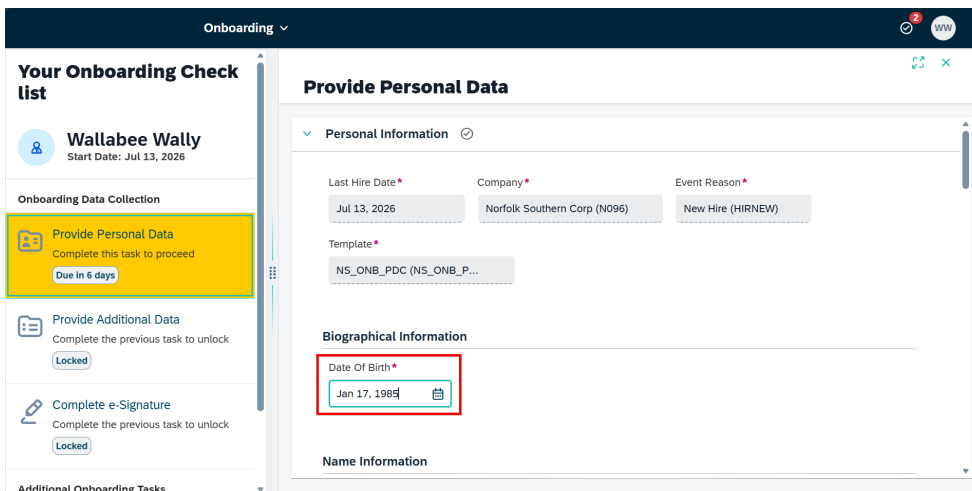 Onboarding
2
WW
Your Onboarding Check
list
Wallabee Wally
Start Date: Jul 13, 2026
Onboarding Data Collection
Provide Personal Data
Complete this task to proceed
Due in 6 days
Provide Additional Data
Complete the previous task to unlock
Locked
Complete e-Signature
Complete the previous task to unlock
Locked
Additional Onboarding Tasks
Provide Personal Data
Personal Information
Last Hire Date* Company* Event Reason*
Jul 13, 2026 Norfolk Southern Corp (N096) New Hire (HIRNEW)
Template*
NS_ONB_PDC (NS_ONB_P...
Biographical Information
Date Of Birth*
Jan 17, 1985
Name Information